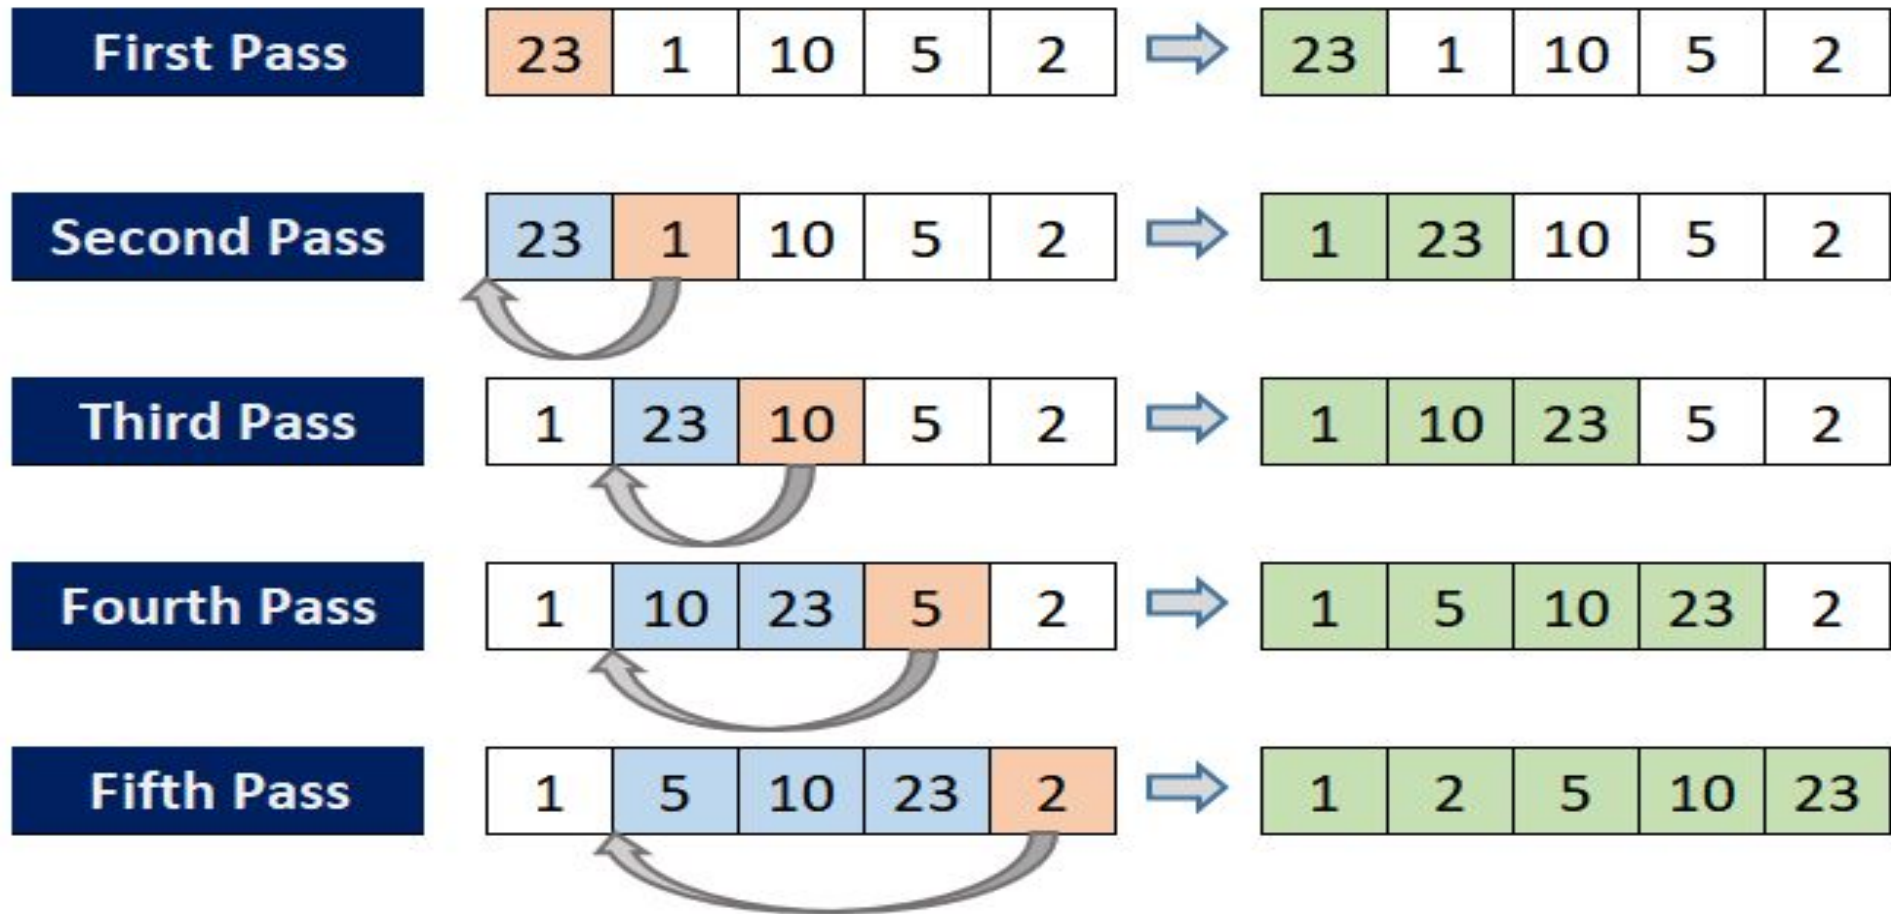 First Pass 23 1 10 5 2 23 1 10 5 2
Second Pass 23 1 10 5 2 1 23 10 5 2
Third Pass 1 23 10 5 2 1 10 23 5 2
Fourth Pass 1 10 23 5 2 1 5 10 23 2
Fifth Pass 1 5 10 23 2 1 2 5 10 23